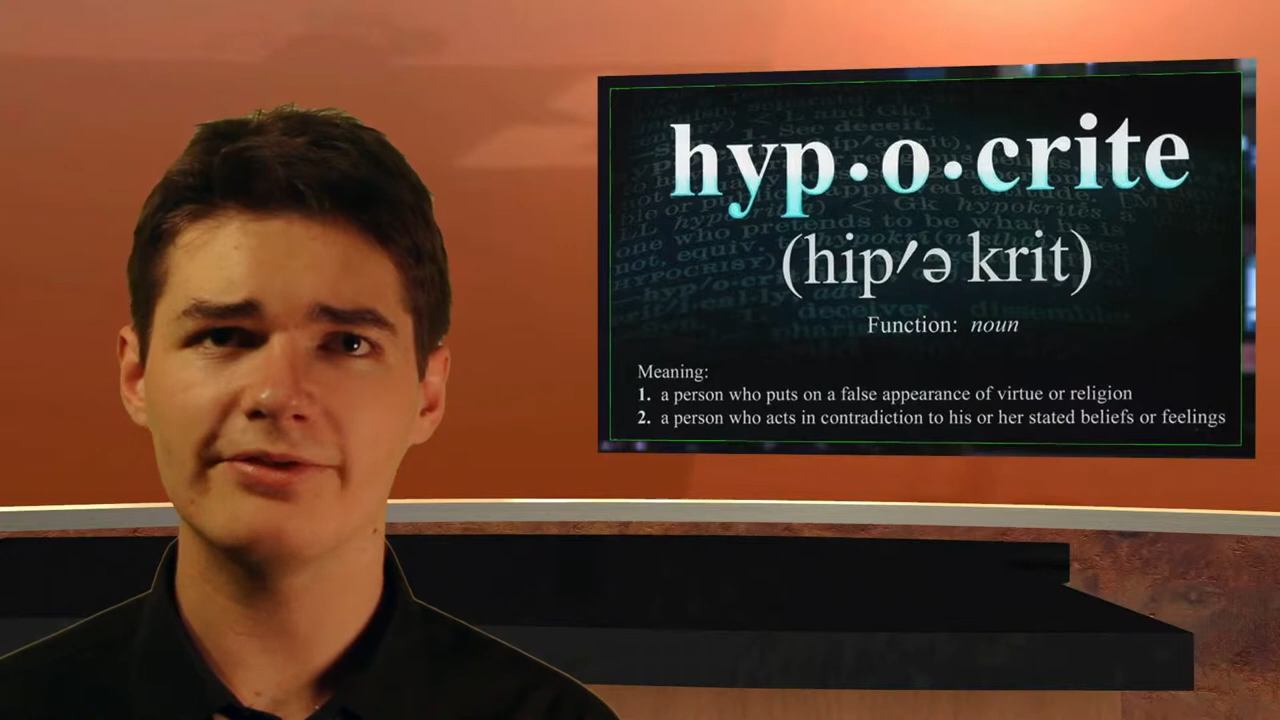 hyp·o·crite
(hip′ə krit)
Function: noun
Meaning:
1. a person who puts on a false appearance of virtue or religion
2. a person who acts in contradiction to his or her stated beliefs or feelings